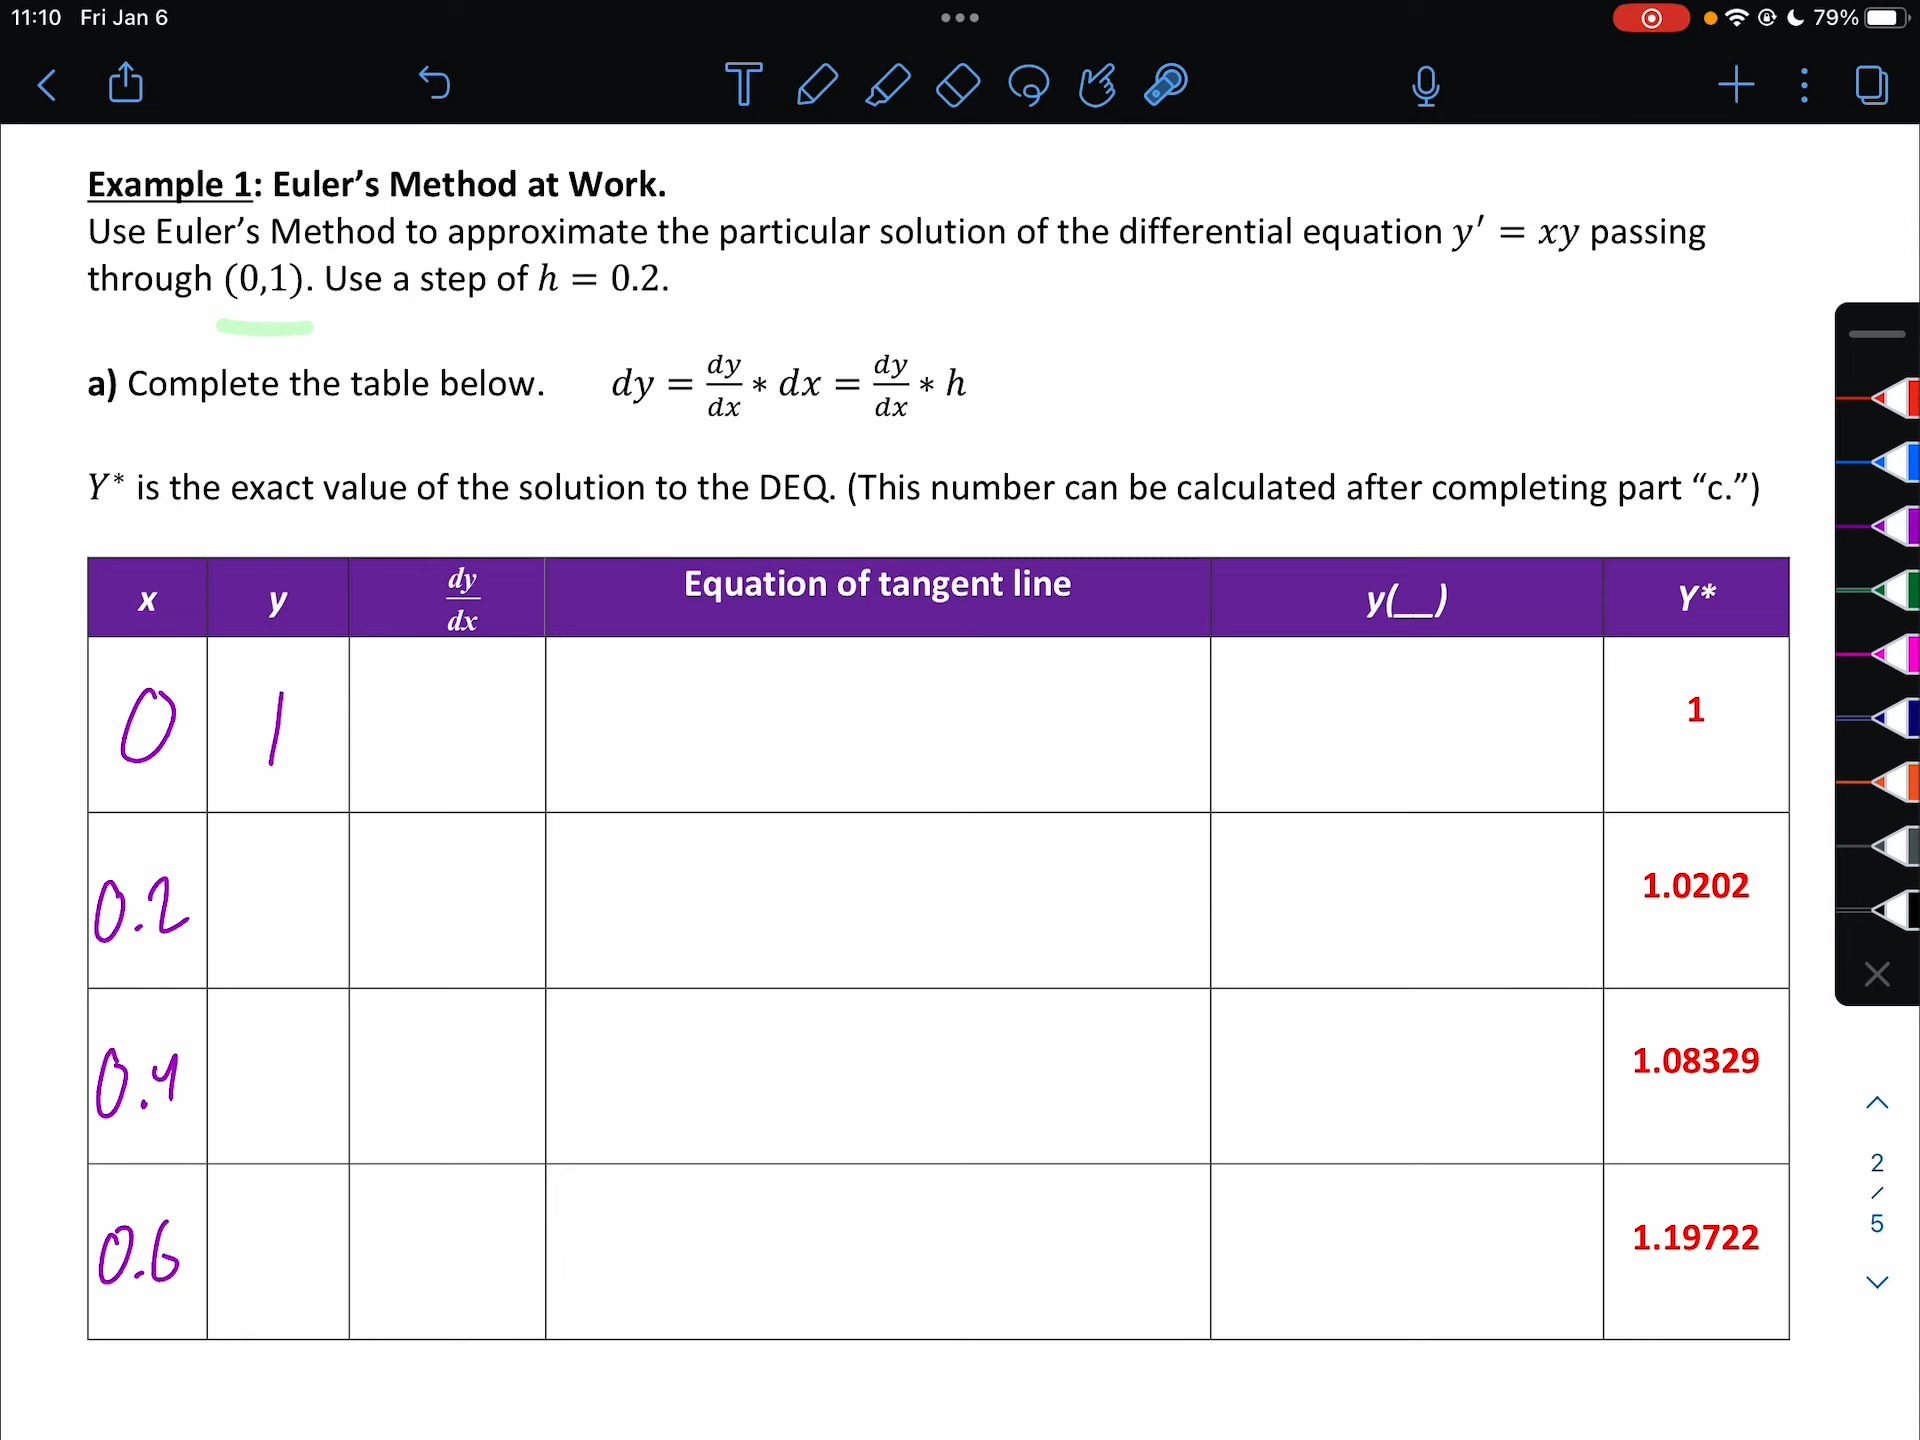 11:10 Fri Jan 6
79%
Example 1: Euler’s Method at Work.
Use Euler’s Method to approximate the particular solution of the differential equation y′ = xy passing
through (0,1). Use a step of h = 0.2.
a) Complete the table below. dy = dy/dx * dx = dy/dx * h
Y* is the exact value of the solution to the DEQ. (This number can be calculated after completing part “c.”)
x y dy/dx Equation of tangent line y(__) Y*
0 1 1
0.2 1.0202
0.4 1.08329
0.6 1.19722
2
/
5